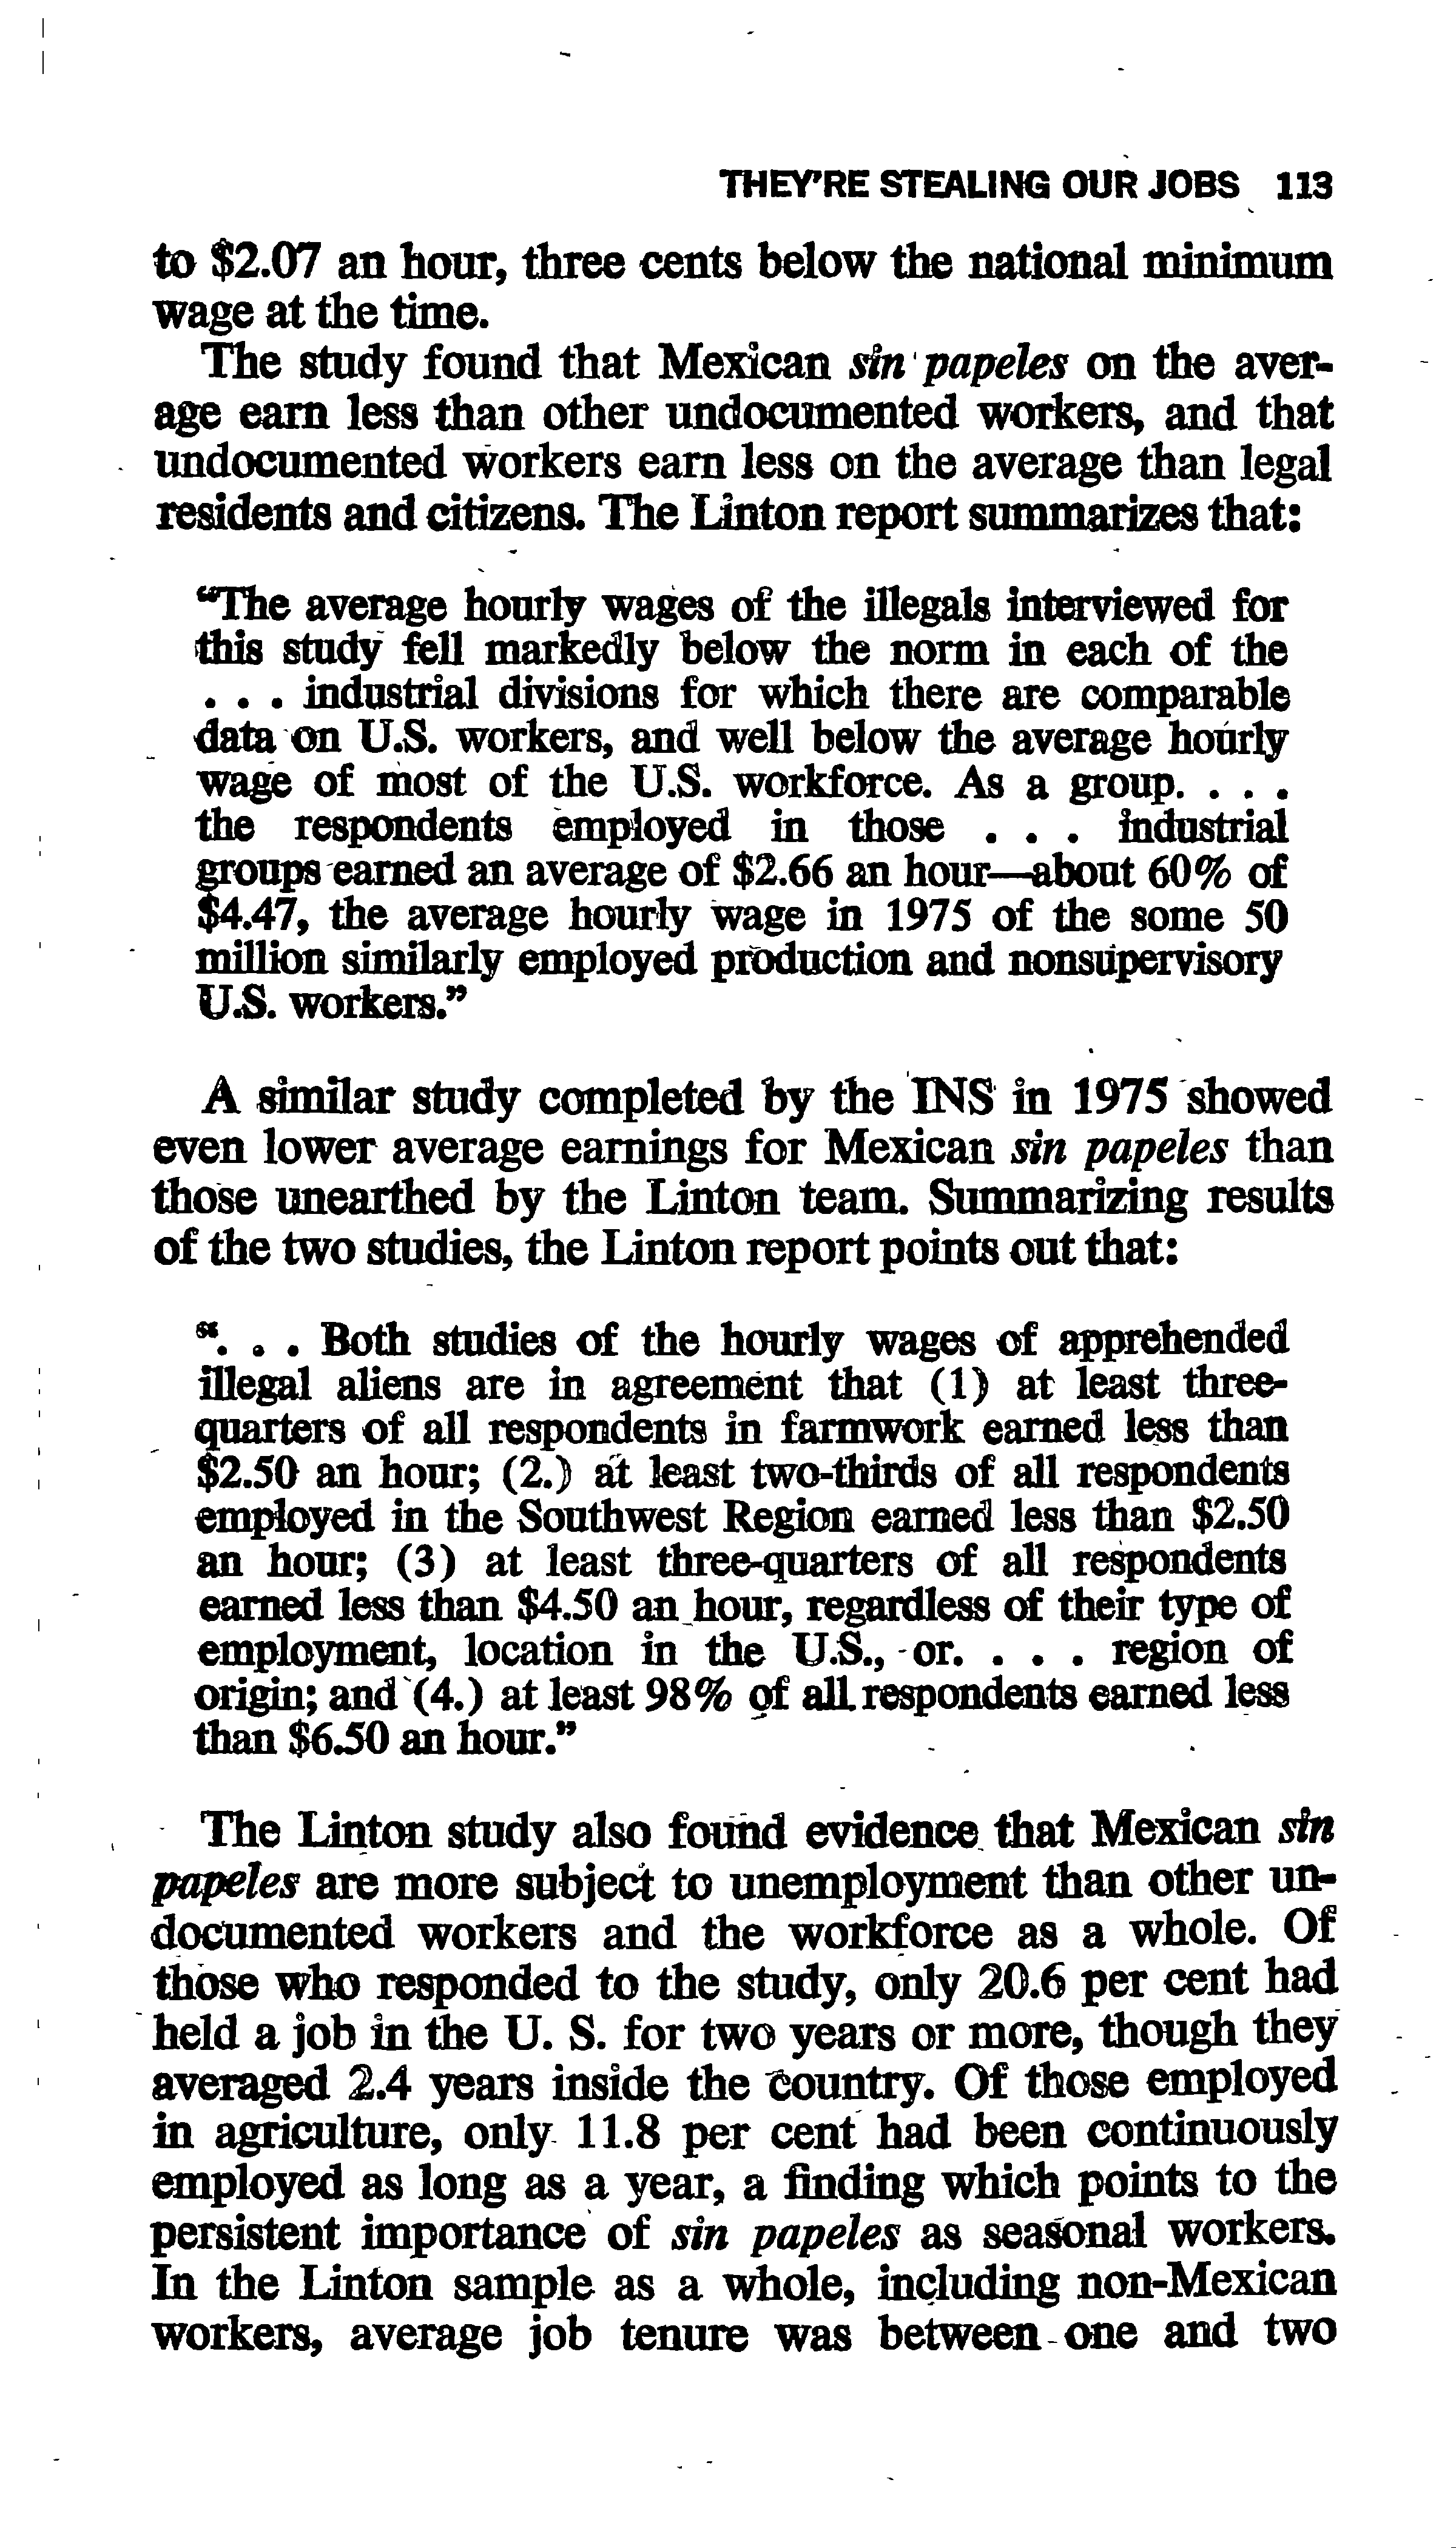 THEY'RE STEALING OUR JOBS 113
to $2.07 an hour, three cents below the national minimum
wage at the time.
The study found that Mexican sin papeles on the aver-
age earn less than other undocumented workers, and that
undocumented workers earn less on the average than legal
residents and citizens. The Linton report summarizes that:
"The average hourly wages of the illegals interviewed for
this study fell markedly below the norm in each of the
. . . industrial divisions for which there are comparable
data on U.S. workers, and well below the average hourly
wage of most of the U.S. workforce. As a group. . . .
the respondents employed in those . . . industrial
groups earned an average of $2.66 an hour—about 60% of
$4.47, the average hourly wage in 1975 of the some 50
million similarly employed production and nonsupervisory
U.S. workers."
A similar study completed by the INS in 1975 showed
even lower average earnings for Mexican sin papeles than
those unearthed by the Linton team. Summarizing results
of the two studies, the Linton report points out that:
". . . Both studies of the hourly wages of apprehended
illegal aliens are in agreement that (1) at least three-
quarters of all respondents in farmwork earned less than
$2.50 an hour; (2.) at least two-thirds of all respondents
employed in the Southwest Region earned less than $2.50
an hour; (3) at least three-quarters of all respondents
earned less than $4.50 an hour, regardless of their type of
employment, location in the U.S., or. . . . region of
origin; and (4.) at least 98% of all respondents earned less
than $6.50 an hour."
The Linton study also found evidence that Mexican sin
papeles are more subject to unemployment than other un-
documented workers and the workforce as a whole. Of
those who responded to the study, only 20.6 per cent had
held a job in the U. S. for two years or more, though they
averaged 2.4 years inside the country. Of those employed
in agriculture, only 11.8 per cent had been continuously
employed as long as a year, a finding which points to the
persistent importance of sin papeles as seasonal workers.
In the Linton sample as a whole, including non-Mexican
workers, average job tenure was between one and two